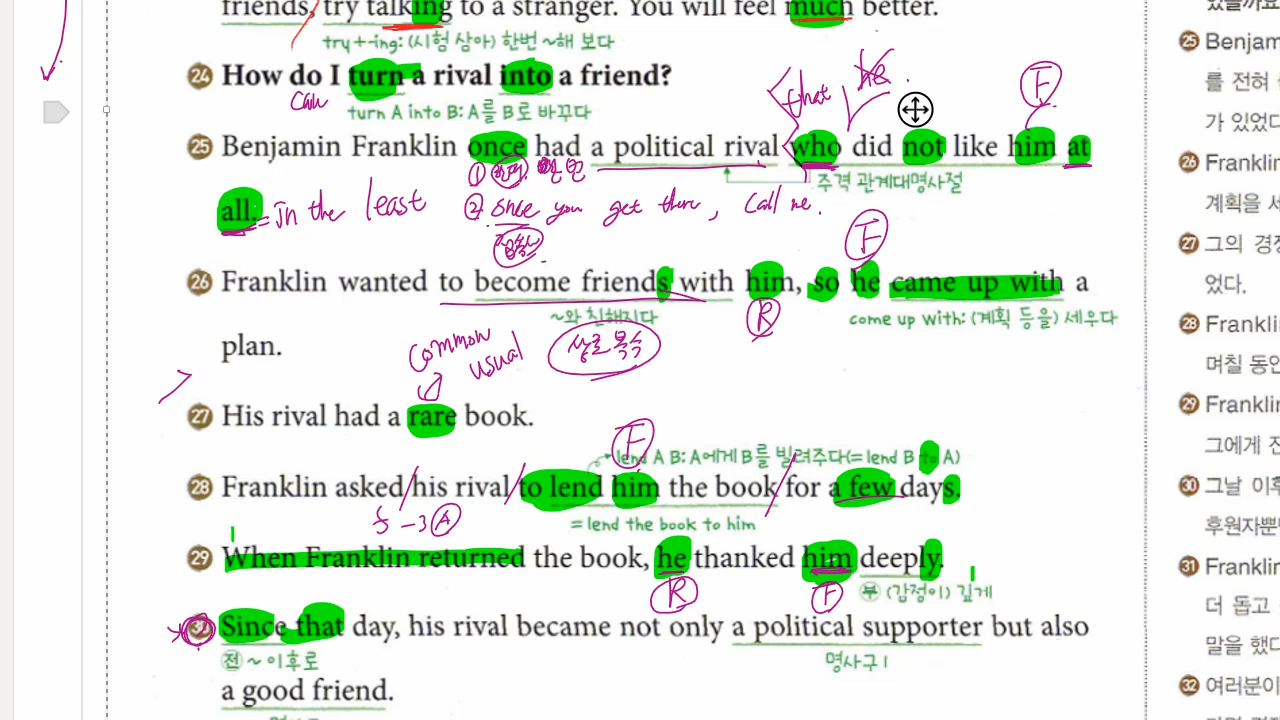 friends, try talking to a stranger. You will feel much better.
try+-ing: (시험 삼아) 한번 ~해 보다
24 How do I turn a rival into a friend?
can
turn A into B: A를 B로 바꾸다
that he.
F
25 Benjamin Franklin once had a political rival who did not like him at
① 한번
주격 관계대명사절
all. = in the least
② once you get there, call me.
접속사
F
26 Franklin wanted to become friends with him, so he came up with a
~와 친해지다
R
come up with: (계획 등을) 세우다
plan.
common
usual
상호 복수
27 His rival had a rare book.
F
lend A B: A에게 B를 빌려주다(= lend B to A)
28 Franklin asked his rival to lend him the book for a few days.
5-3 A
= lend the book to him
29 When Franklin returned the book, he thanked him deeply.
R
F
부 (감정이) 깊게
30 Since that day, his rival became not only a political supporter but also
전 ~ 이후로
명사구1
a good friend.
25 Benjam
를 전혀
가 있었다
26 Franklin
계획을 세
27 그의 경쟁
었다.
28 Franklin
며칠 동안
29 Franklin
그에게 진
30 그날 이후
후원자뿐
31 Franklin
더 돕고
말을 했다
32 여러분이